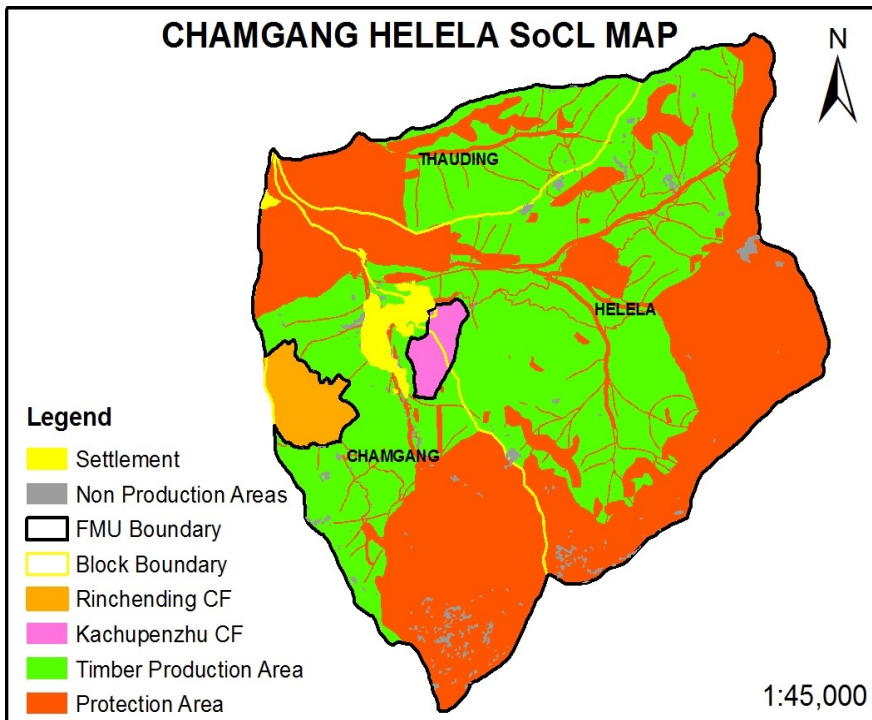 CHAMGANG HELELA SoCL MAP
N
THAUDING
HELELA
CHAMGANG
Legend
Settlement
Non Production Areas
FMU Boundary
Block Boundary
Rinchending CF
Kachupenzhu CF
Timber Production Area
Protection Area
1:45,000